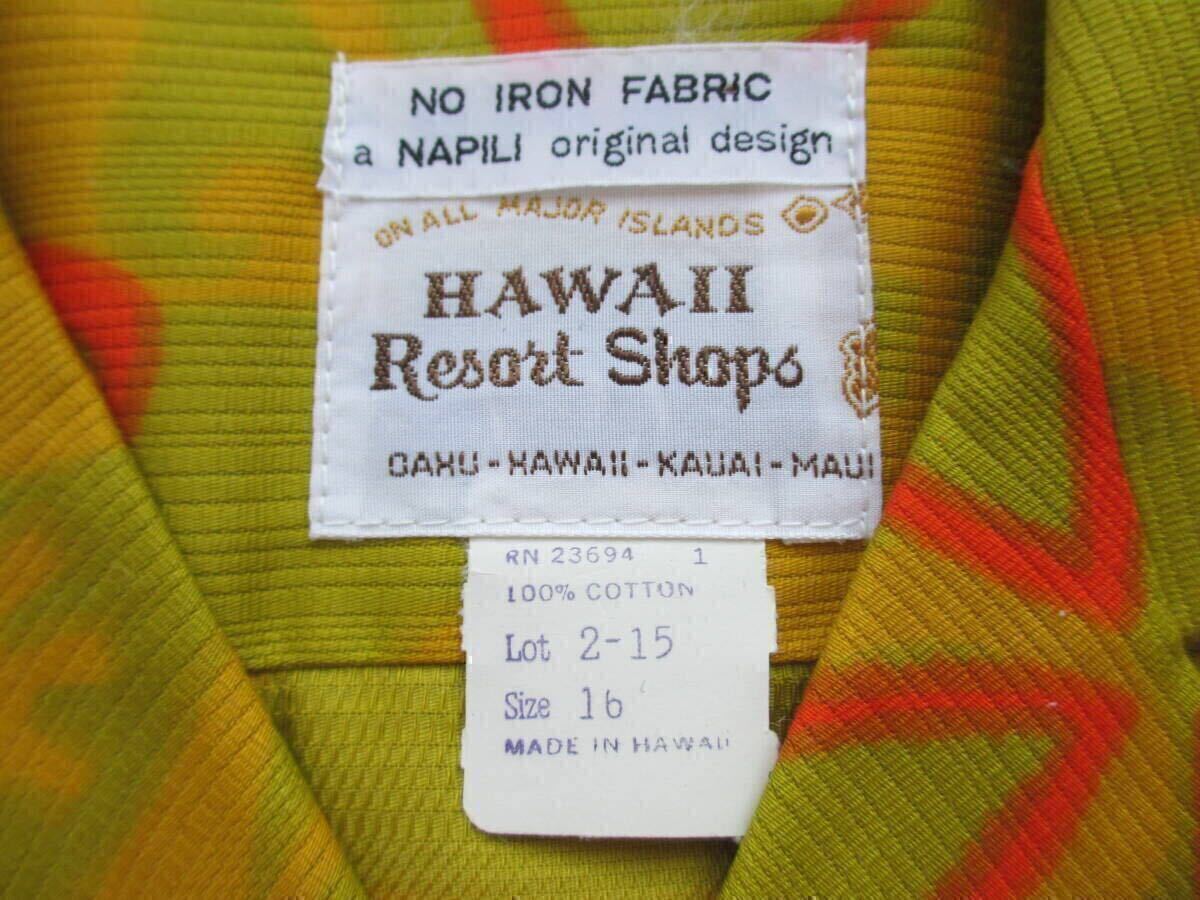 NO IRON FABRIC
a NAPILI original design
ON ALL MAJOR ISLANDS
HAWAII
Resort Shops
OAHU - HAWAII - KAUAI - MAUI
RN 23694 1
100% COTTON
Lot 2-15
Size 16
MADE IN HAWAII